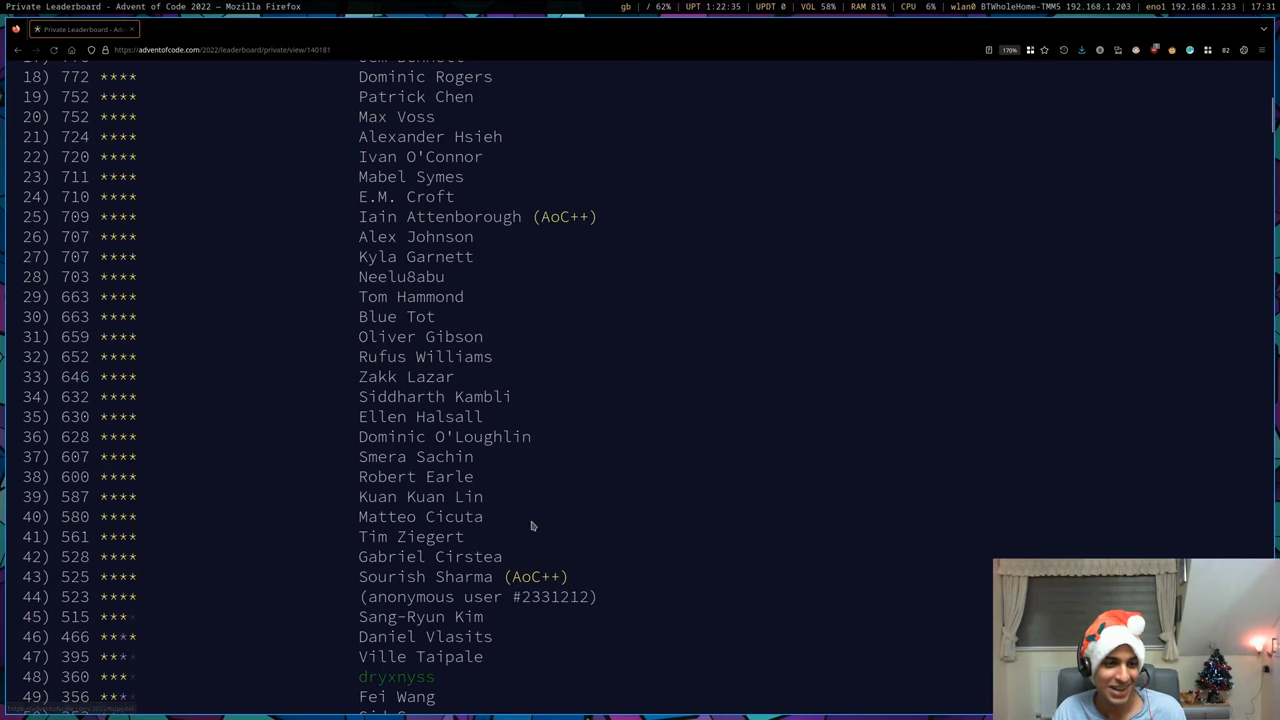 Private Leaderboard - Advent of Code 2022 — Mozilla Firefox
gb | / 62% | UPT 1:22:35 | UPDT 0 | VOL 58% | RAM 81% | CPU 6% | wlan0 BTWholeHome-TMM5 192.168.1.203 | eno1 192.168.1.233 | 17:31
Private Leaderboard - Adv
https://adventofcode.com/2022/leaderboard/private/view/140181
170%
82
18) 772 **** Dominic Rogers
19) 752 **** Patrick Chen
20) 752 **** Max Voss
21) 724 **** Alexander Hsieh
22) 720 **** Ivan O'Connor
23) 711 **** Mabel Symes
24) 710 **** E.M. Croft
25) 709 **** Iain Attenborough (AoC++)
26) 707 **** Alex Johnson
27) 707 **** Kyla Garnett
28) 703 **** Neelu8abu
29) 663 **** Tom Hammond
30) 663 **** Blue Tot
31) 659 **** Oliver Gibson
32) 652 **** Rufus Williams
33) 646 **** Zakk Lazar
34) 632 **** Siddharth Kambli
35) 630 **** Ellen Halsall
36) 628 **** Dominic O'Loughlin
37) 607 **** Smera Sachin
38) 600 **** Robert Earle
39) 587 **** Kuan Kuan Lin
40) 580 **** Matteo Cicuta
41) 561 **** Tim Ziegert
42) 528 **** Gabriel Cirstea
43) 525 **** Sourish Sharma (AoC++)
44) 523 **** (anonymous user #2331212)
45) 515 **** Sang-Ryun Kim
46) 466 **** Daniel Vlasits
47) 395 **** Ville Taipale
48) 360 **** dryxnyss
49) 356 **** Fei Wang
https://adventofcode.com/2022/support